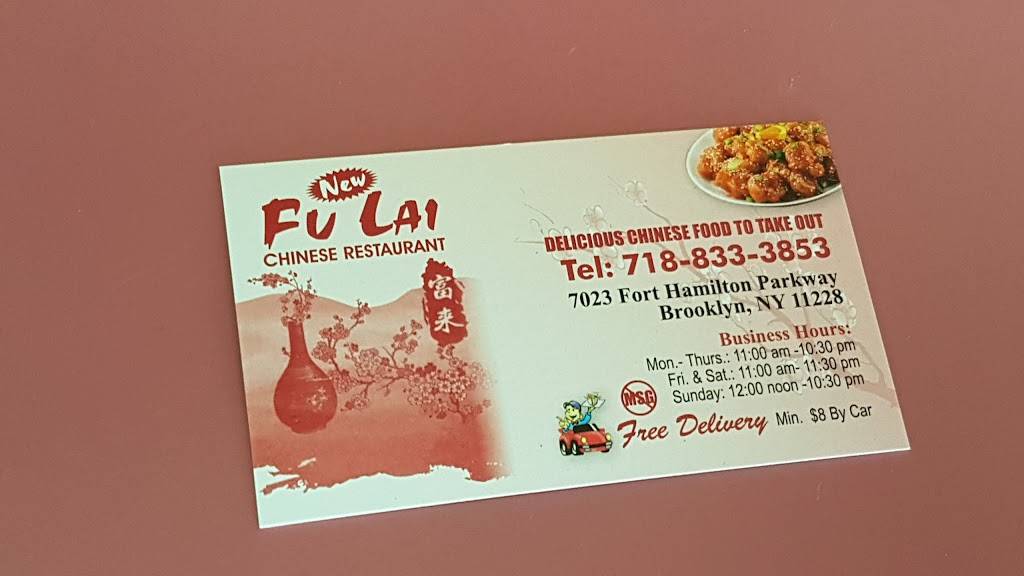 New
FU LAI
CHINESE RESTAURANT
富来
DELICIOUS CHINESE FOOD TO TAKE OUT
Tel: 718-833-3853
7023 Fort Hamilton Parkway
Brooklyn, NY 11228
Business Hours:
Mon.- Thurs.: 11:00 am -10:30 pm
Fri. & Sat.: 11:00 am- 11:30 pm
Sunday: 12:00 noon -10:30 pm
MSG
Free Delivery Min. $8 By Car